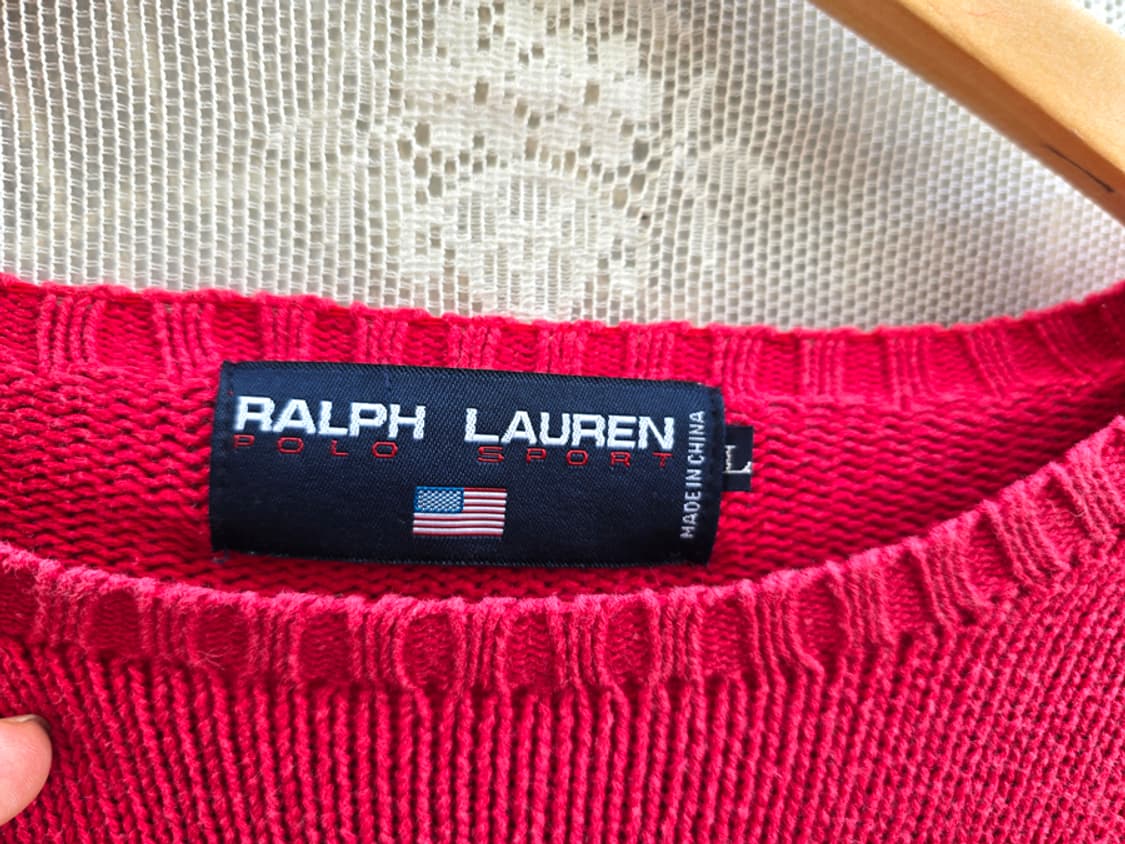 RALPH LAUREN
POLO SPORT
MADE IN CHINA
L